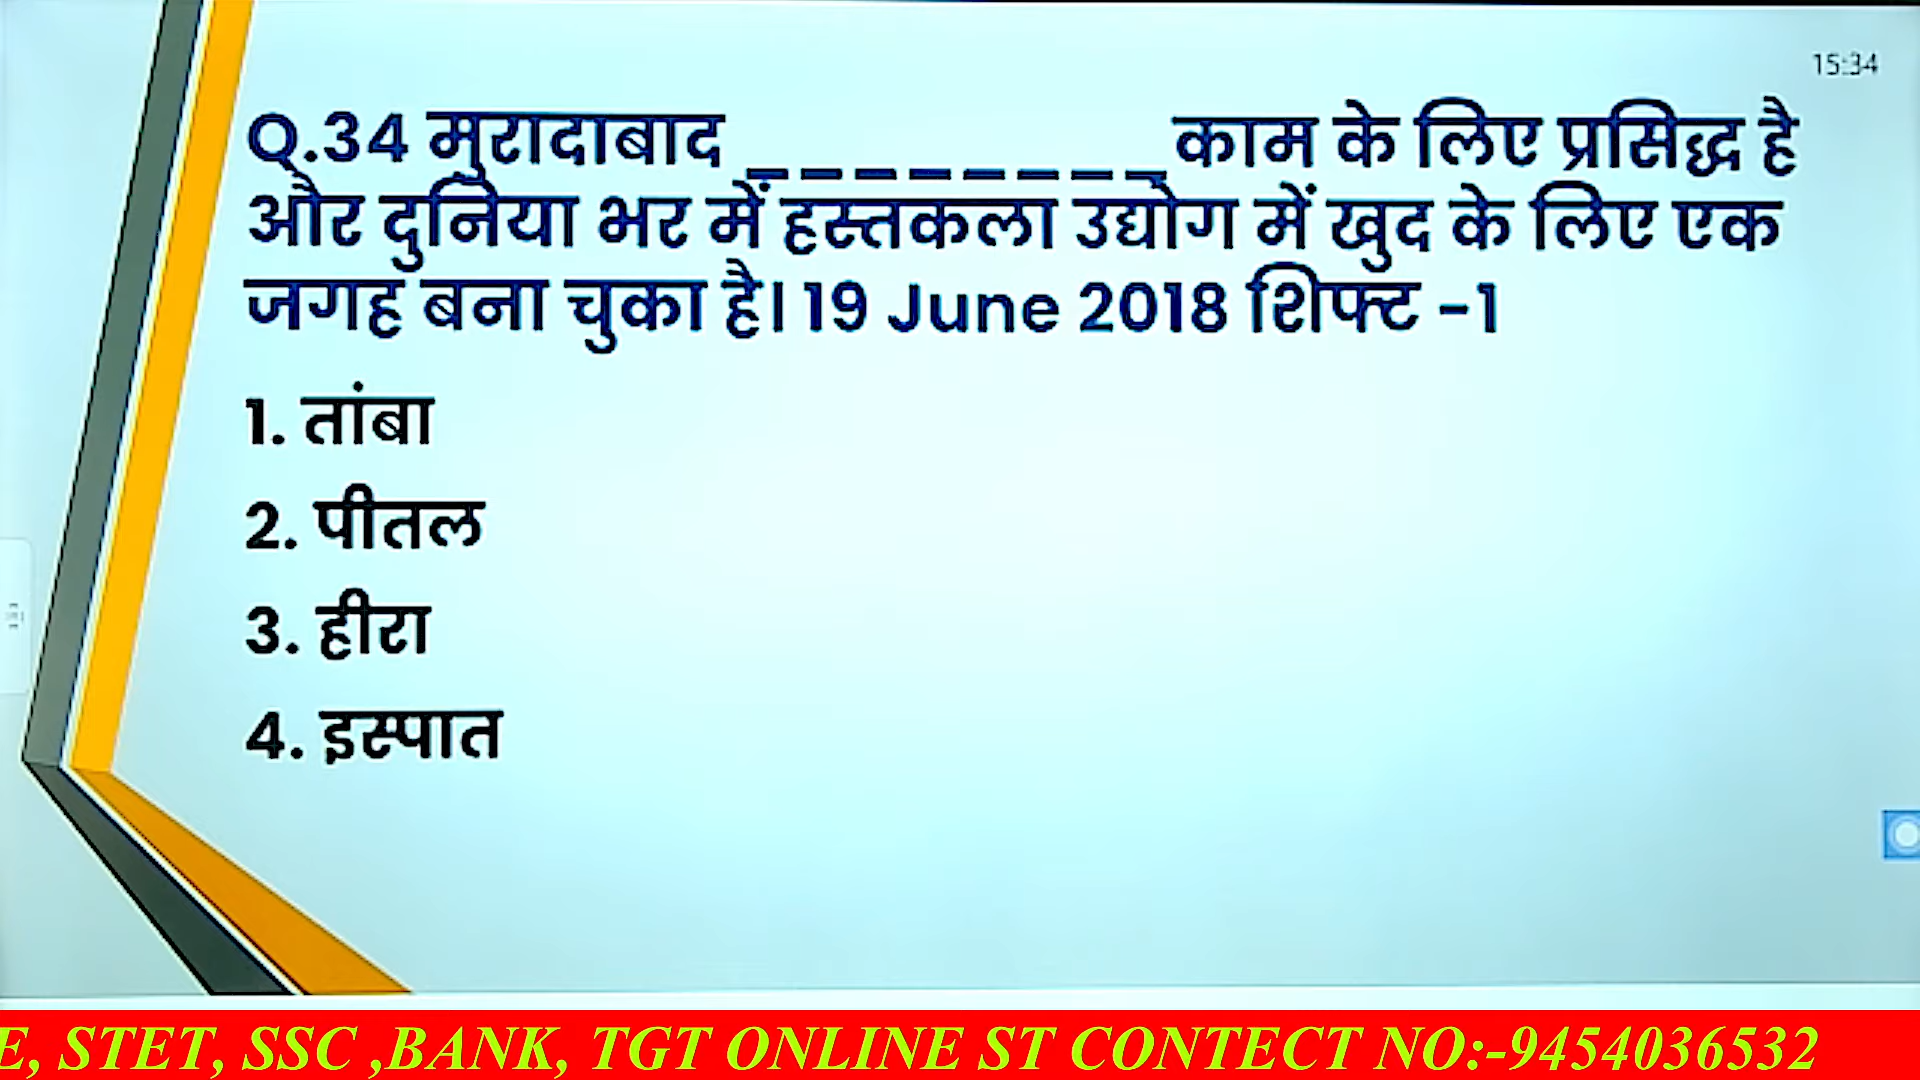 15:34
Q.34 मुरादाबाद _ _ _ _ _ _ _ _ काम के लिए प्रसिद्ध है
और दुनिया भर में हस्तकला उद्योग में खुद के लिए एक
जगह बना चुका है। 19 June 2018 शिफ्ट -1
1. तांबा
2. पीतल
3. हीरा
4. इस्पात
E, STET, SSC ,BANK, TGT ONLINE ST CONTECT NO:-9454036532